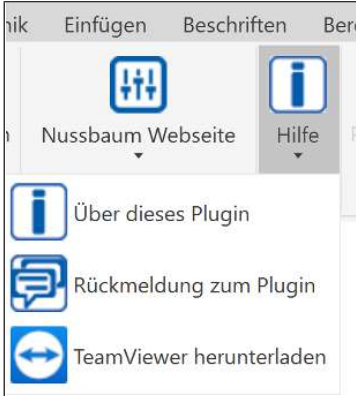 Einfügen Beschriften
Nussbaum Webseite Hilfe
Über dieses Plugin
Rückmeldung zum Plugin
TeamViewer herunterladen